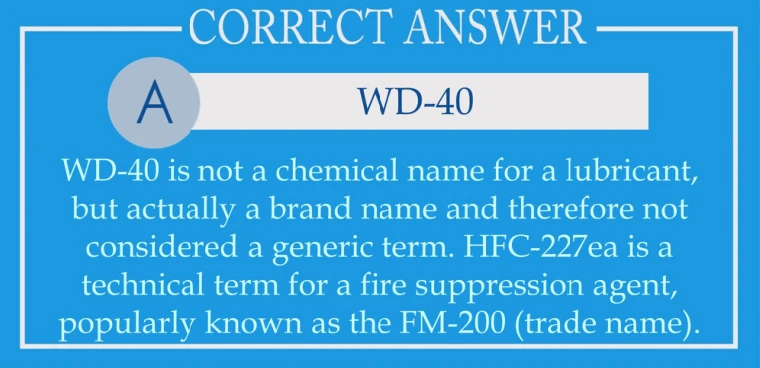 CORRECT ANSWER
A
WD-40
WD-40 is not a chemical name for a lubricant,
but actually a brand name and therefore not
considered a generic term. HFC-227ea is a
technical term for a fire suppression agent,
popularly known as the FM-200 (trade name).